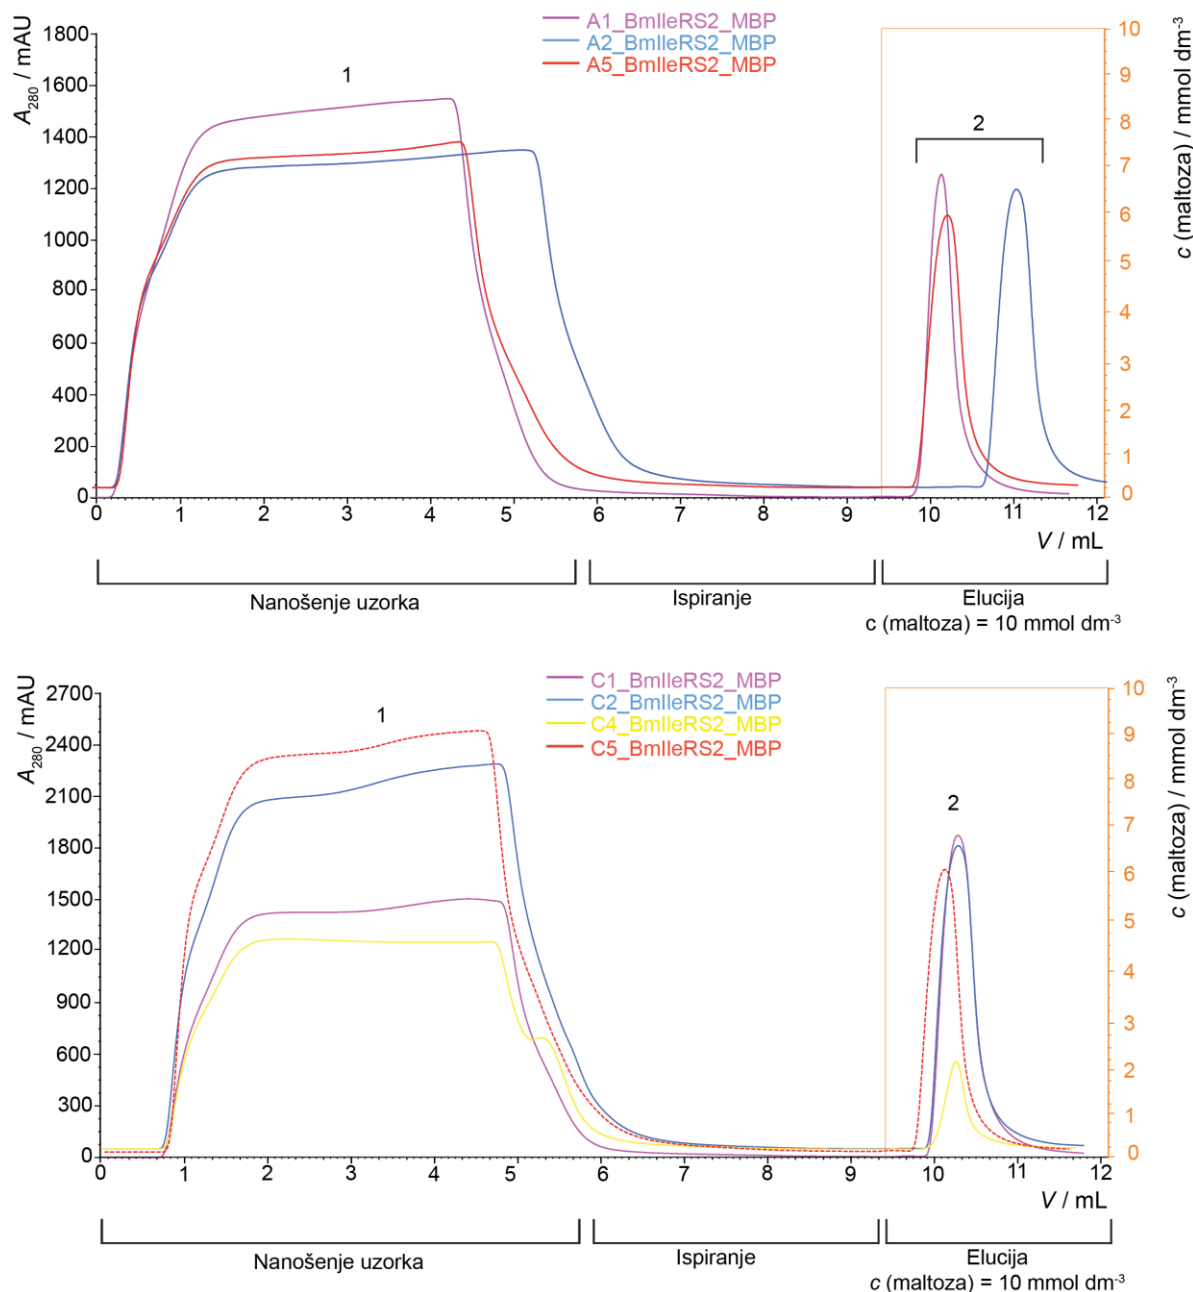 A1_BmIleRS2_MBP
A2_BmIleRS2_MBP
A5_BmIleRS2_MBP
A280 / mAU
1800
1600
1400
1200
1000
800
600
400
200
0
1
2
10
9
8
7
6
5
4
3
2
1
0
c (maltoza) / mmol dm-3
0 1 2 3 4 5 6 7 8 9 10 11 12
V / mL
Nanošenje uzorka
Ispiranje
Elucija
c (maltoza) = 10 mmol dm-3
C1_BmIleRS2_MBP
C2_BmIleRS2_MBP
C4_BmIleRS2_MBP
C5_BmIleRS2_MBP
A280 / mAU
2700
2400
2100
1800
1500
1200
900
600
300
0
1
2
10
9
8
7
6
5
4
3
2
1
0
c (maltoza) / mmol dm-3
0 1 2 3 4 5 6 7 8 9 10 11 12
V / mL
Nanošenje uzorka
Ispiranje
Elucija
c (maltoza) = 10 mmol dm-3